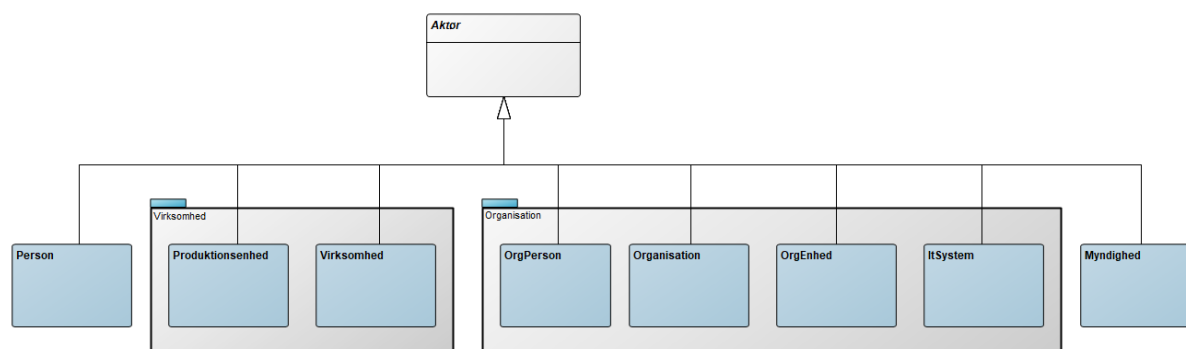 Aktør
Virksomhed
Organisation
Person
Produktionsenhed
Virksomhed
OrgPerson
Organisation
OrgEnhed
ItSystem
Myndighed